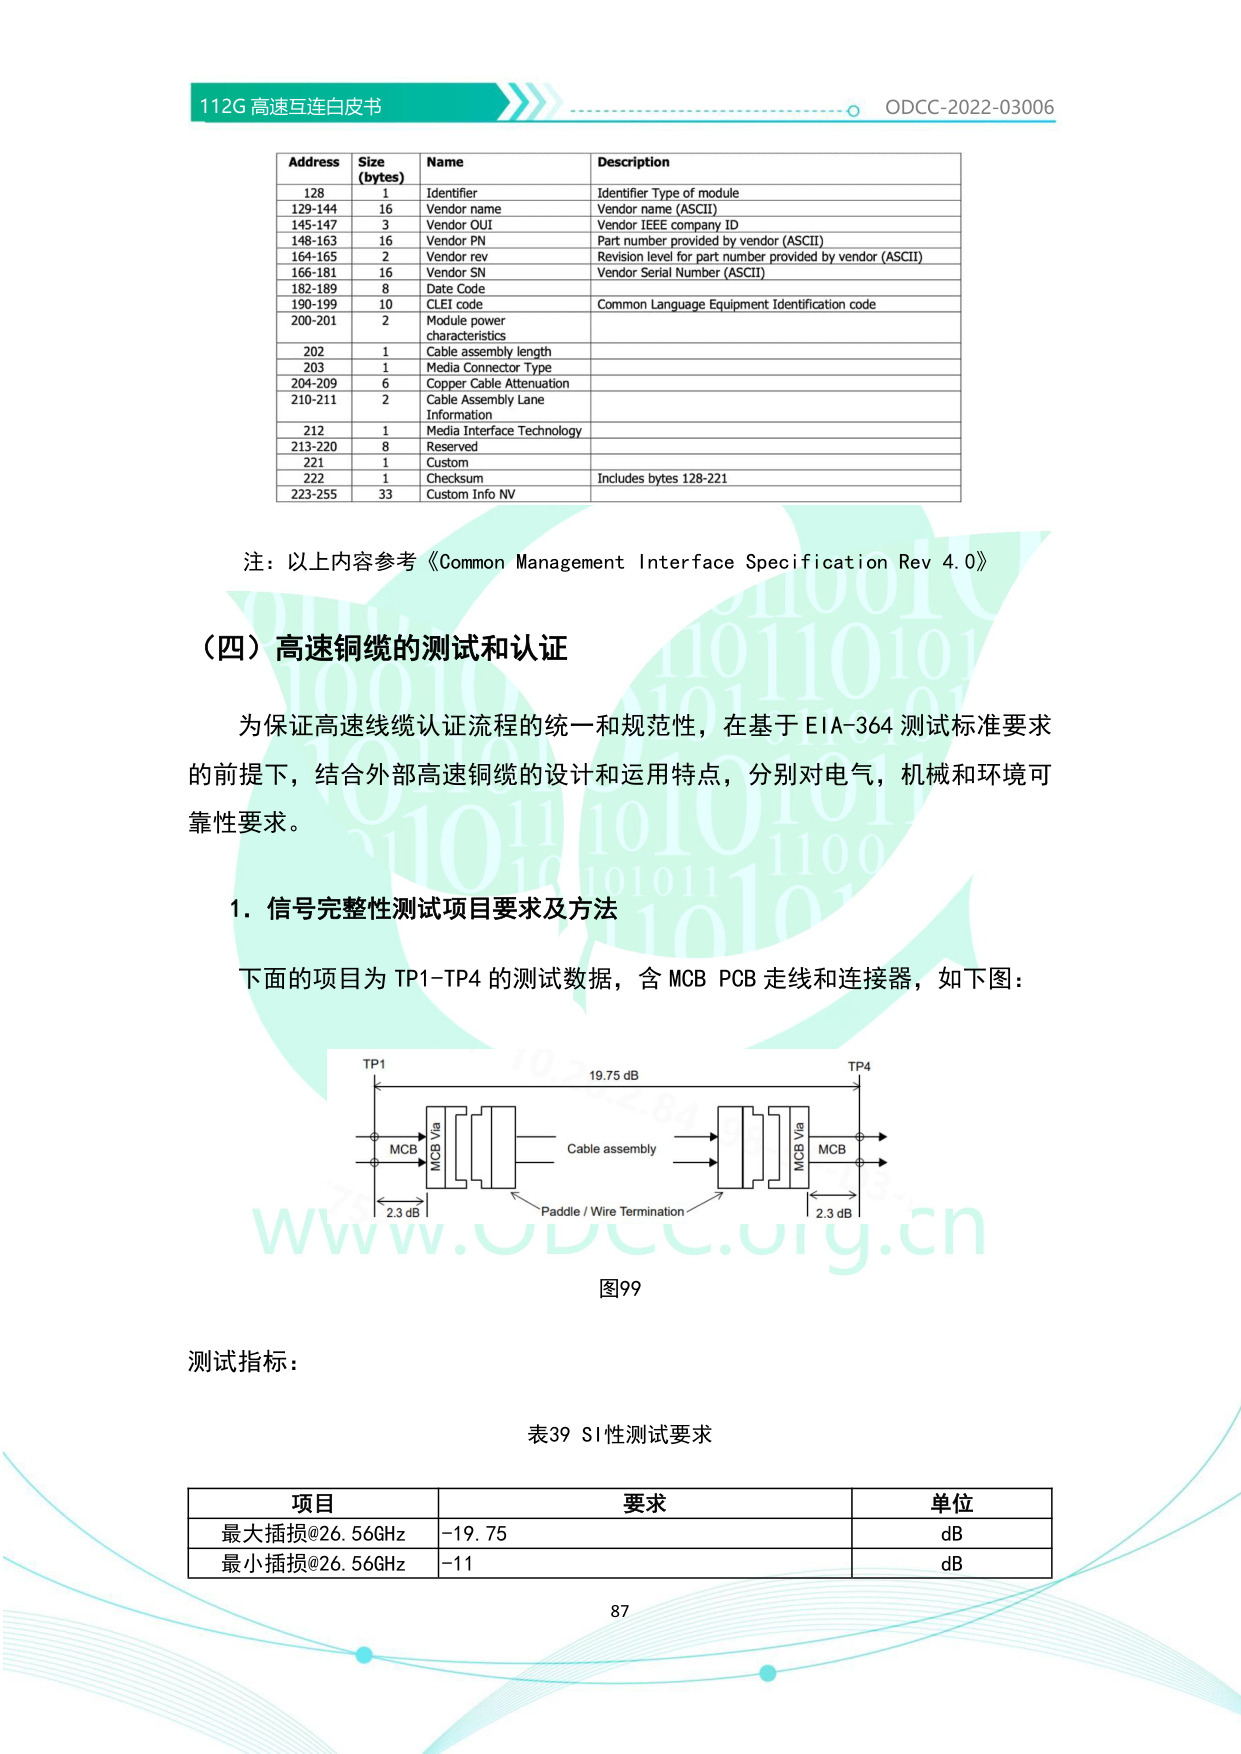 112G 高速互连白皮书
ODCC-2022-03006
Address Size (bytes) Name Description
128 1 Identifier Identifier Type of module
129-144 16 Vendor name Vendor name (ASCII)
145-147 3 Vendor OUI Vendor IEEE company ID
148-163 16 Vendor PN Part number provided by vendor (ASCII)
164-165 2 Vendor rev Revision level for part number provided by vendor (ASCII)
166-181 16 Vendor SN Vendor Serial Number (ASCII)
182-189 8 Date Code
190-199 10 CLEI code Common Language Equipment Identification code
200-201 2 Module power characteristics
202 1 Cable assembly length
203 1 Media Connector Type
204-209 6 Copper Cable Attenuation
210-211 2 Cable Assembly Lane Information
212 1 Media Interface Technology
213-220 8 Reserved
221 1 Custom
222 1 Checksum Includes bytes 128-221
223-255 33 Custom Info NV
注：以上内容参考《Common Management Interface Specification Rev 4.0》
（四）高速铜缆的测试和认证
为保证高速线缆认证流程的统一和规范性，在基于 EIA-364 测试标准要求
的前提下，结合外部高速铜缆的设计和运用特点，分别对电气，机械和环境可
靠性要求。
1. 信号完整性测试项目要求及方法
下面的项目为 TP1-TP4 的测试数据，含 MCB PCB 走线和连接器，如下图：
TP1
TP4
19.75 dB
MCB
MCB Via
Cable assembly
MCB Via
MCB
2.3 dB
Paddle / Wire Termination
2.3 dB
www.ODCC.org.cn
图99
测试指标：
表39 SI性测试要求
项目 要求 单位
最大插损@26.56GHz -19.75 dB
最小插损@26.56GHz -11 dB
87